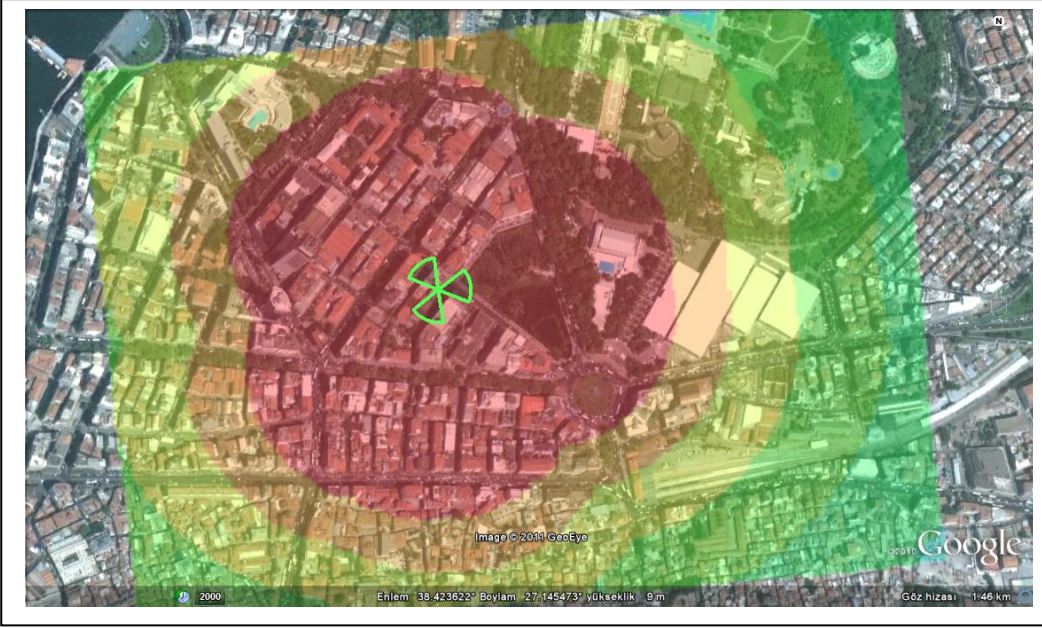 N
Image © 2011 GeoEye
©2010 Google
2000
Enlem 38.423622° Boylam 27.145473° yükseklik 9 m
Göz hizası 1.46 km